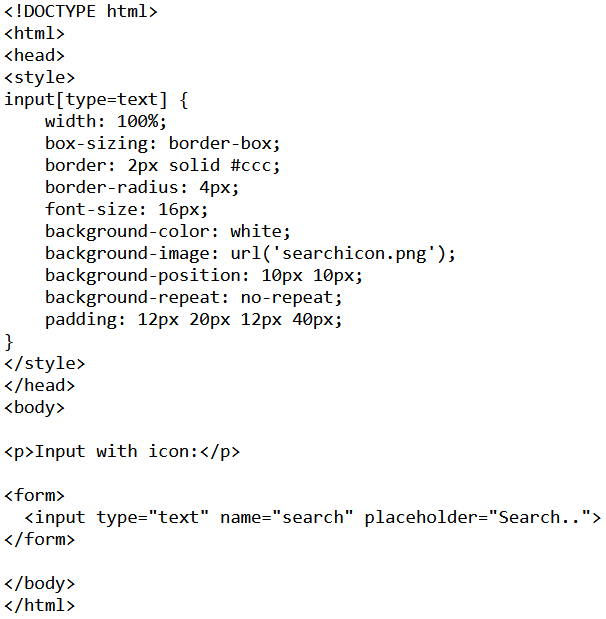 <!DOCTYPE html>
<html>
<head>
<style>
input[type=text] {
    width: 100%;
    box-sizing: border-box;
    border: 2px solid #ccc;
    border-radius: 4px;
    font-size: 16px;
    background-color: white;
    background-image: url('searchicon.png');
    background-position: 10px 10px;
    background-repeat: no-repeat;
    padding: 12px 20px 12px 40px;
}
</style>
</head>
<body>

<p>Input with icon:</p>

<form>
  <input type="text" name="search" placeholder="Search..">
</form>

</body>
</html>